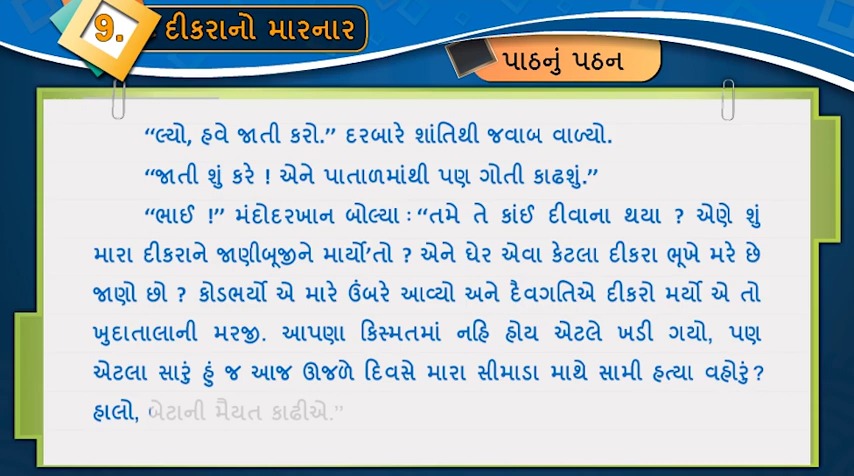 9. દીકરાનો મારનાર
પાઠનું પઠન
“લ્યો, હવે જાતી કરો.” દરબારે શાંતિથી જવાબ વાળ્યો.
“જાતી શું કરે ! એને પાતાળમાંથી પણ ગોતી કાઢશું.”
“ભાઈ !” મંદોદરખાન બોલ્યા : “તમે તે કાંઈ દીવાના થયા ? એણે શું
મારા દીકરાને જાણીબૂજીને માર્યો’તો ? એને ઘેર એવા કેટલા દીકરા ભૂખે મરે છે
જાણો છો ? કોડભર્યો એ મારે ઉંબરે આવ્યો અને દૈવગતિએ દીકરો મર્યો એ તો
ખુદાતાલાની મરજી. આપણા કિસ્મતમાં નહિ હોય એટલે ખડી ગયો, પણ
એટલા સારું હું જ આજ ઊજળે દિવસે મારા સીમાડા માથે સામી હત્યા વહોરું ?
હાલો, બેટાની મૈયત કાઢીએ.”